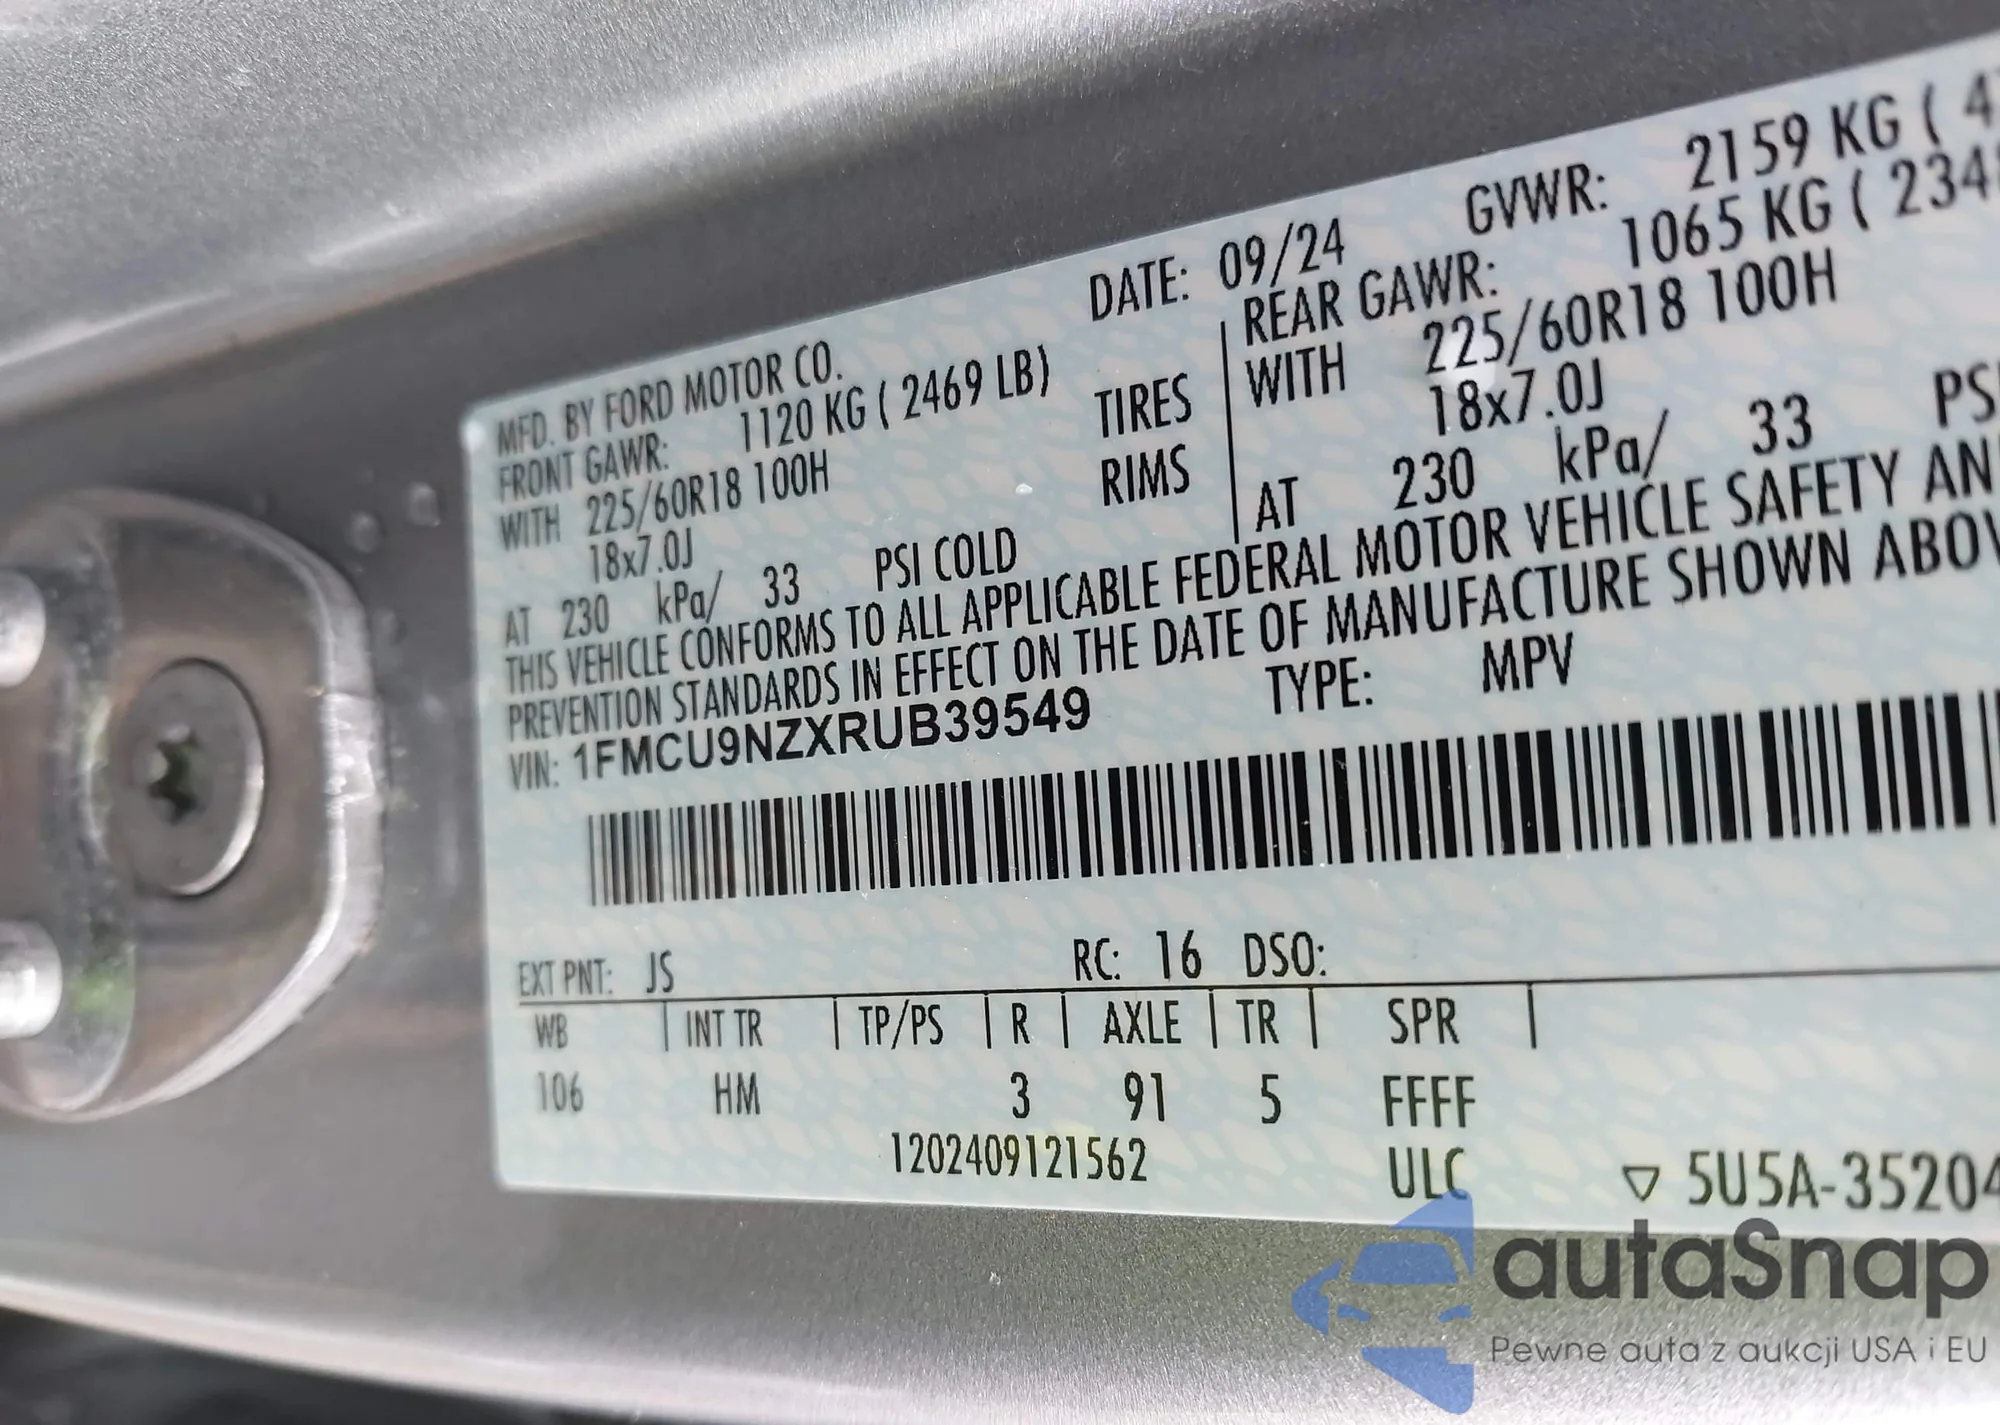 MFD. BY FORD MOTOR CO.
DATE: 09/24
GVWR: 2159 KG (
FRONT GAWR: 1120 KG ( 2469 LB)
REAR GAWR: 1065 KG (
WITH 225/60R18 100H TIRES
WITH 225/60R18 100H
18x7.0J RIMS
18x7.0J
AT 230 kPa/ 33 PSI COLD
AT 230 kPa/ 33 PSI
THIS VEHICLE CONFORMS TO ALL APPLICABLE FEDERAL MOTOR VEHICLE SAFETY
PREVENTION STANDARDS IN EFFECT ON THE DATE OF MANUFACTURE SHOWN
VIN: 1FMCU9NZXRUB39549
TYPE: MPV
EXT PNT: JS RC: 16 DSO:
WB INT TR TP/PS R AXLE TR SPR
106 HM 3 91 5 FFFF
1202409121562 ULC ▽ 5U5A-35204
autaSnap
Pewne auta z aukcji USA i EU